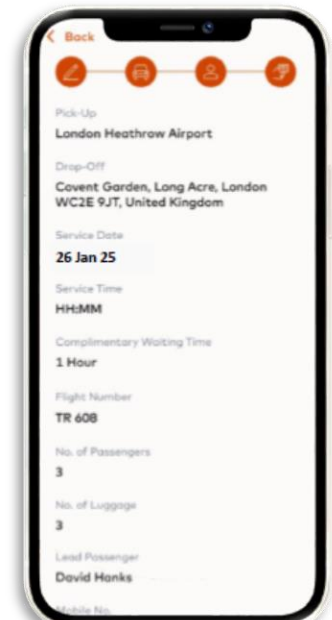 Back
Pick-Up
London Heathrow Airport
Drop-Off
Covent Garden, Long Acre, London
WC2E 9JT, United Kingdom
Service Date
26 Jan 25
Service Time
HH:MM
Complimentary Waiting Time
1 Hour
Flight Number
TR 608
No. of Passengers
3
No. of Luggage
3
Lead Passenger
David Hanks
Mobile No.